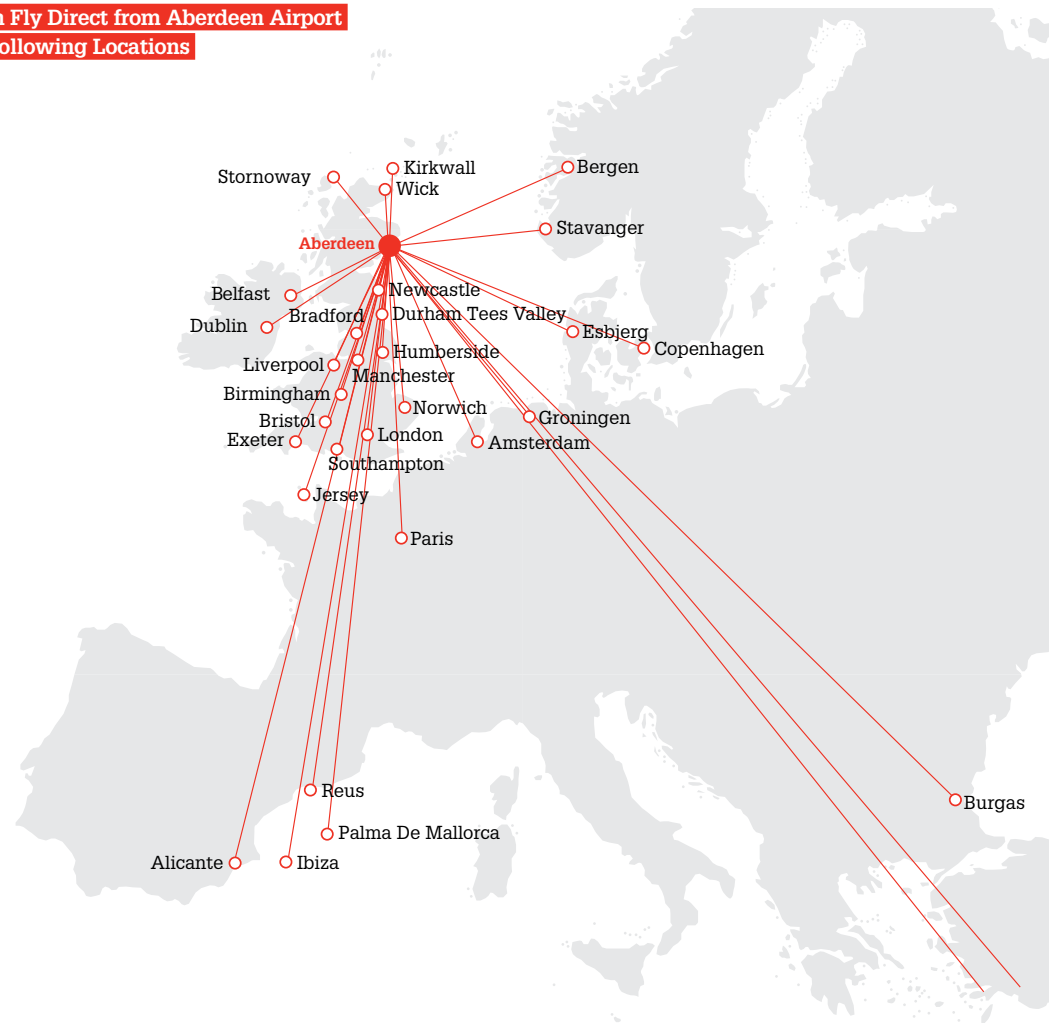 n Fly Direct from Aberdeen Airport
ollowing Locations
Kirkwall
Stornoway
Wick
Bergen
Stavanger
Aberdeen
Belfast
Newcastle
Dublin
Bradford
Durham Tees Valley
Esbjerg
Copenhagen
Humberside
Liverpool
Manchester
Birmingham
Norwich
Bristol
Groningen
Exeter
London
Amsterdam
Southampton
Jersey
Paris
Reus
Burgas
Palma De Mallorca
Alicante
Ibiza